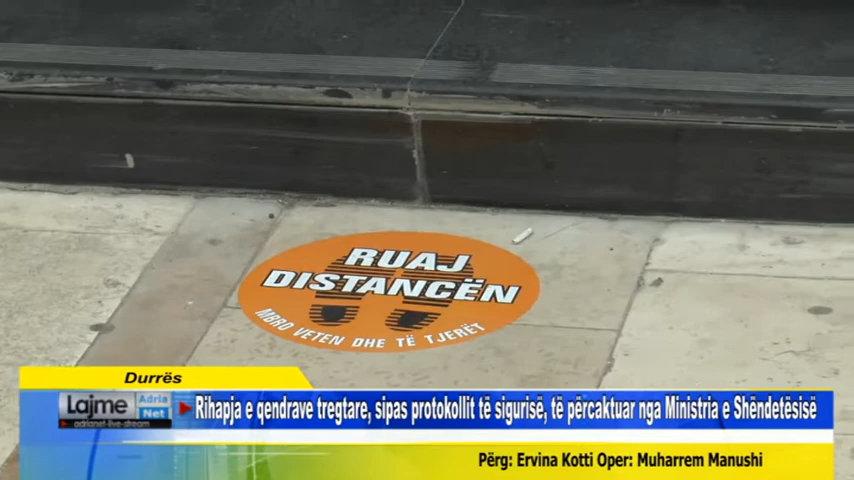 RUAJ
DISTANCËN
MBRO VETEN DHE TË TJERËT
Durrës
Lajme Adria Net
adrianet-live-stream
Rihapja e qendrave tregtare, sipas protokollit të sigurisë, të përcaktuar nga Ministria e Shëndetësisë
Përg: Ervina Kotti Oper: Muharrem Manushi